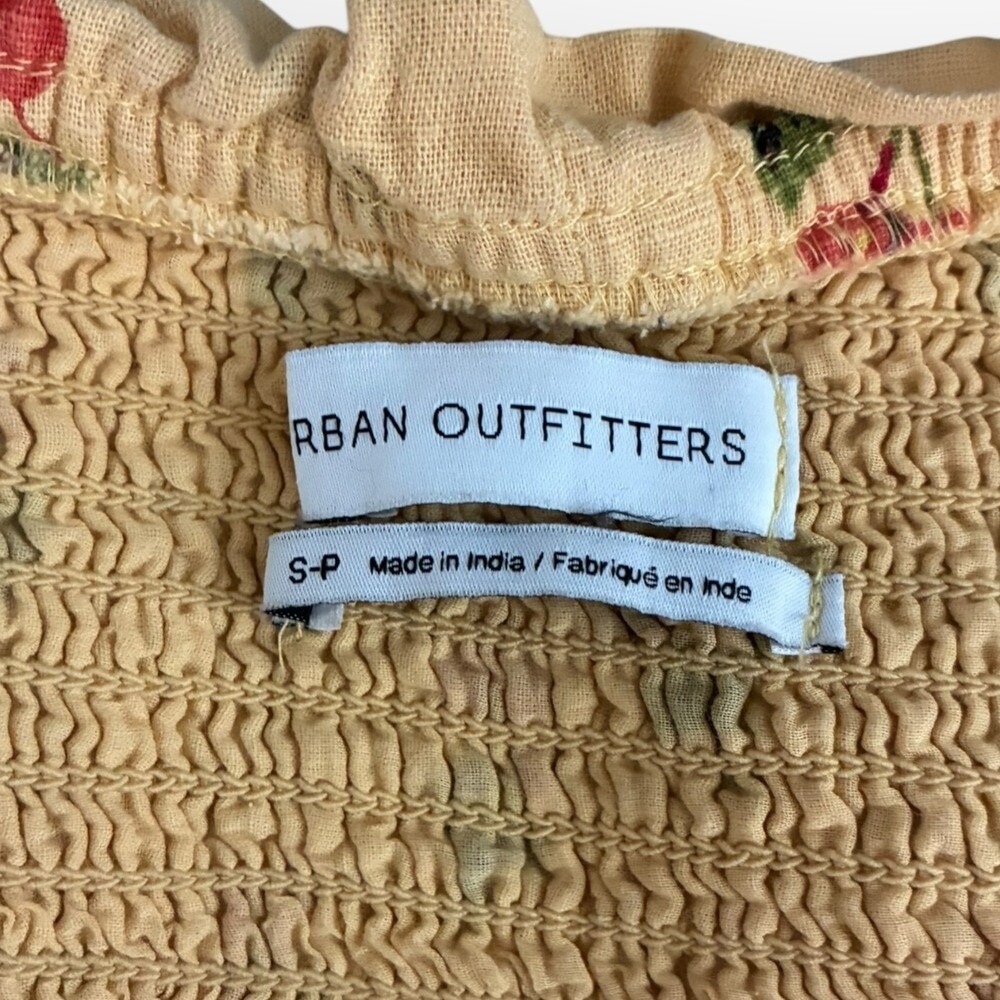 RBAN OUTFITTERS
S-P Made in India / Fabriqué en Inde